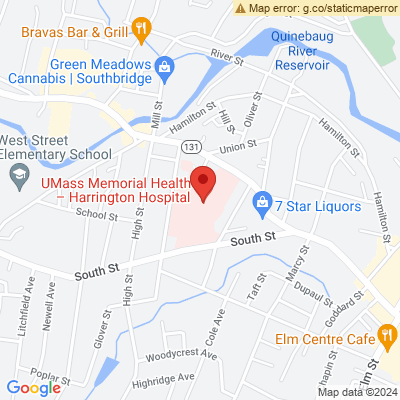 Map error: g.co/staticmaperror
Bravas Bar & Grill
Quinebaug
River
Reservoir
River St
Green Meadows
Cannabis | Southbridge
Mill St
Hamilton St
Hill St
Oliver St
Hamilton St
131
Union St
West Street
Elementary School
UMass Memorial Health
– Harrington Hospital
School St
High St
7 Star Liquors
Hamilton St
South St
South St
High St
Litchfield Ave
Newell Ave
Glover St
Taft St
Marcy St
Dupaul St
Goddard St
Cole Ave
Elm Centre Cafe
Woodycrest Ave
Highridge Ave
Poplar St
hapin St
Elm St
Google
Map data ©2024